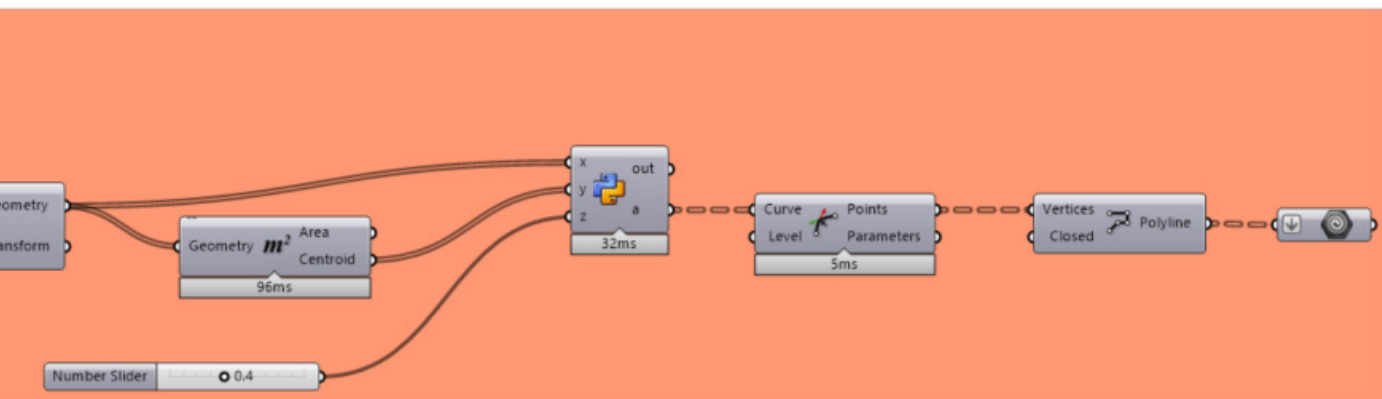 eometry
ansform
Geometry m² Area
Centroid
96ms
Number Slider 0.4
x
y
z
out
a
32ms
Curve Points
Level Parameters
5ms
Vertices Polyline
Closed